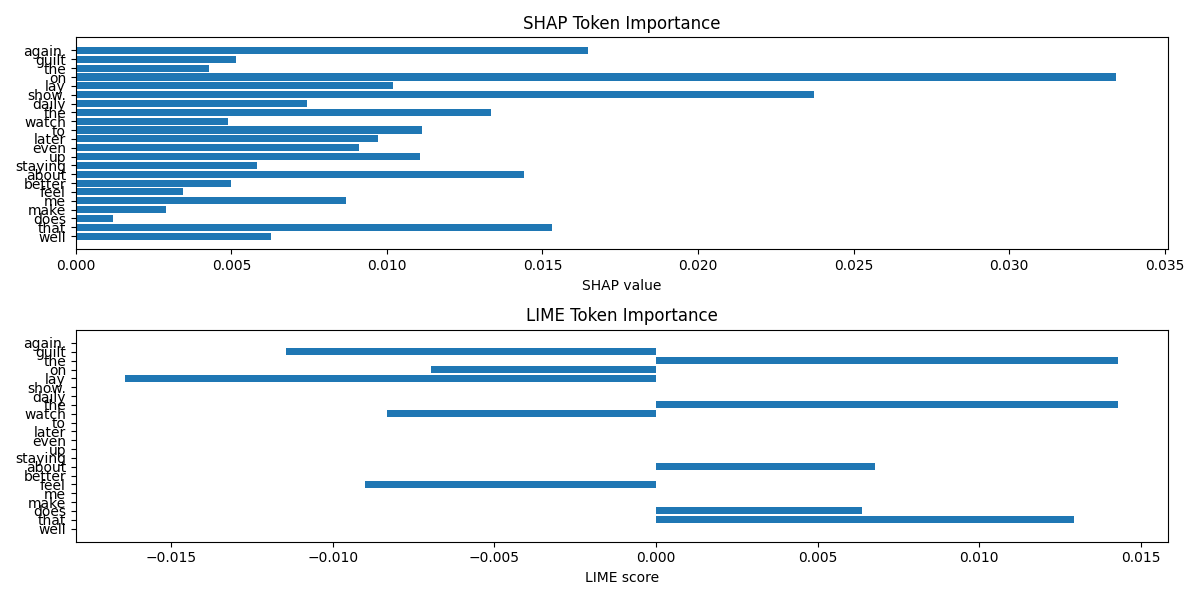 SHAP Token Importance
again.
guilt
the
on
lay
show.
daily
the
watch
to
later
even
up
staying
about
better
feel
me
make
does
that
well
0.000 0.005 0.010 0.015 0.020 0.025 0.030 0.035
SHAP value
LIME Token Importance
again.
guilt
the
on
lay
show.
daily
the
watch
to
later
even
up
staying
about
better
feel
me
make
does
that
well
−0.015 −0.010 −0.005 0.000 0.005 0.010 0.015
LIME score